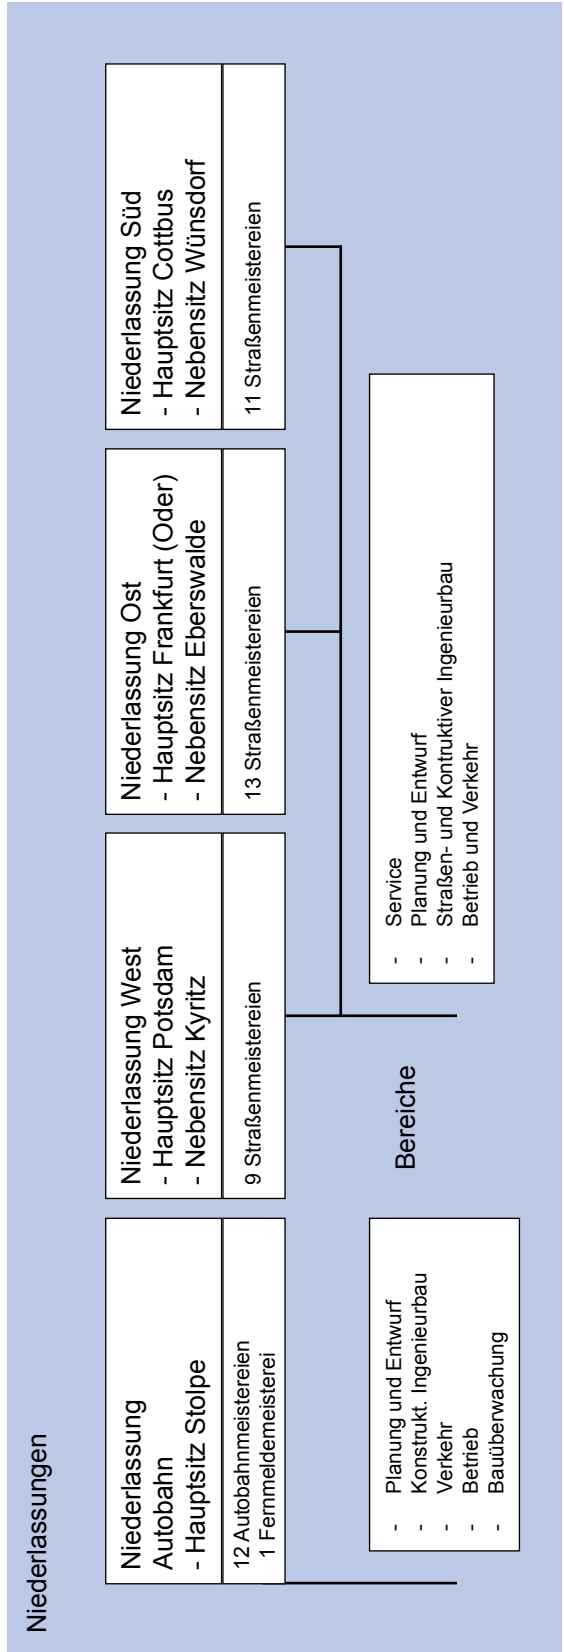 Niederlassungen
Niederlassung
Autobahn
- Hauptsitz Stolpe
12 Autobahnmeistereien
1 Fernmeldemeisterei
Niederlassung West
- Hauptsitz Potsdam
- Nebensitz Kyritz
9 Straßenmeistereien
Niederlassung Ost
- Hauptsitz Frankfurt (Oder)
- Nebensitz Eberswalde
13 Straßenmeistereien
Niederlassung Süd
- Hauptsitz Cottbus
- Nebensitz Wünsdorf
11 Straßenmeistereien
- Planung und Entwurf
- Konstrukt. Ingenieurbau
- Verkehr
- Betrieb
- Bauüberwachung
Bereiche
- Service
- Planung und Entwurf
- Straßen- und Kontruktiver Ingenieurbau
- Betrieb und Verkehr